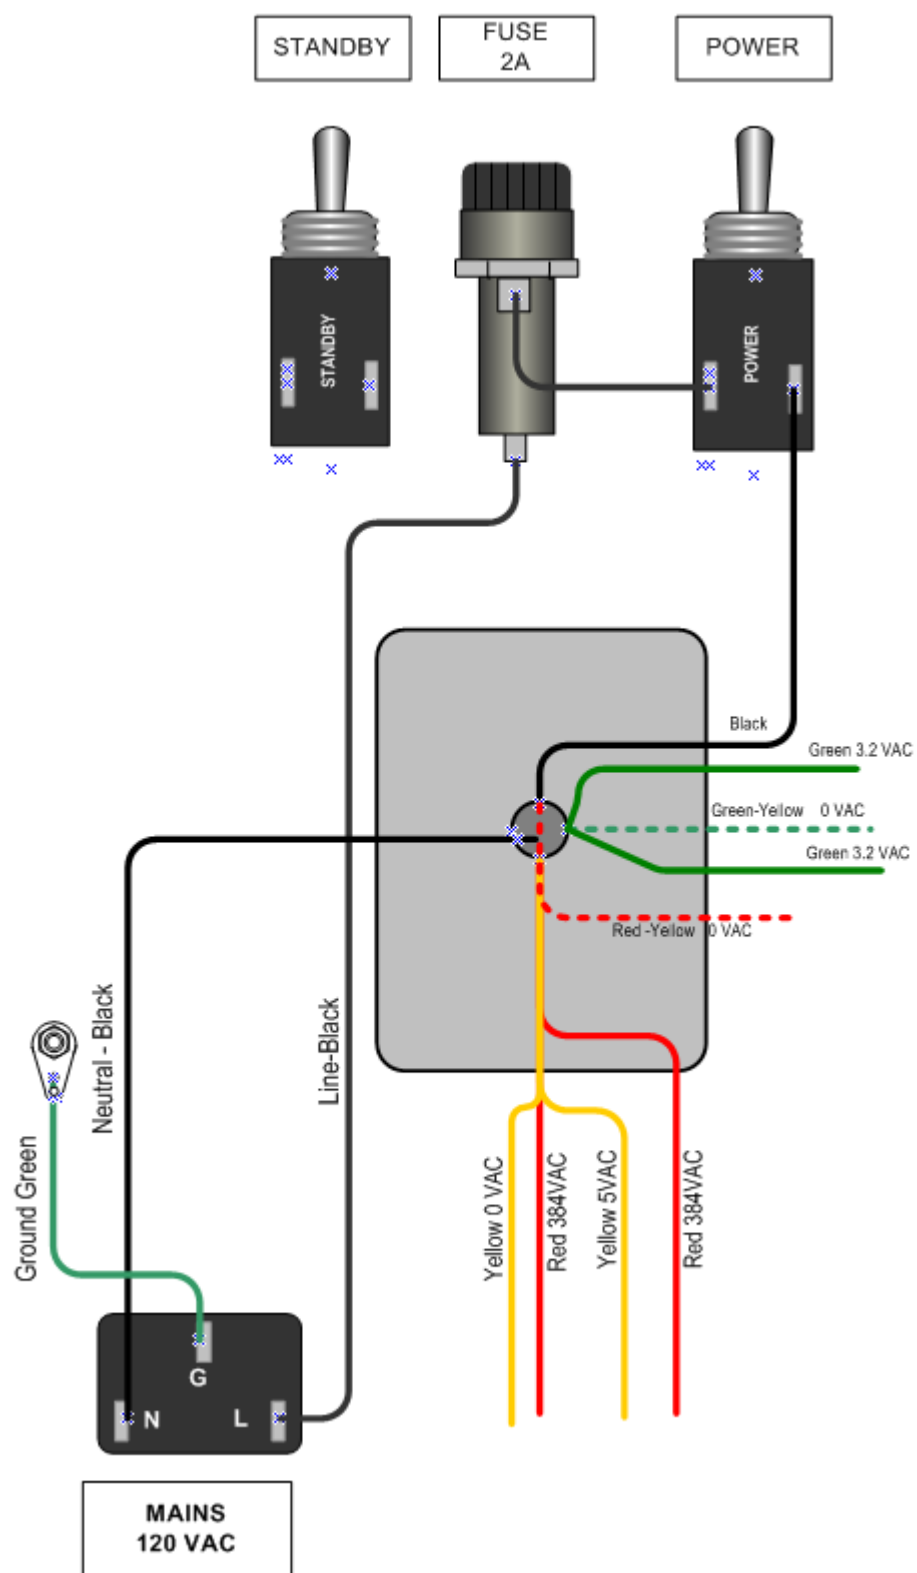 STANDBY
FUSE
2A
POWER
STANDBY
POWER
Black
Green 3.2 VAC
Green-Yellow 0 VAC
Green 3.2 VAC
Red -Yellow 0 VAC
Neutral - Black
Line-Black
Ground Green
Yellow 0 VAC
Red 384VAC
Yellow 5VAC
Red 384VAC
G
N
L
MAINS
120 VAC